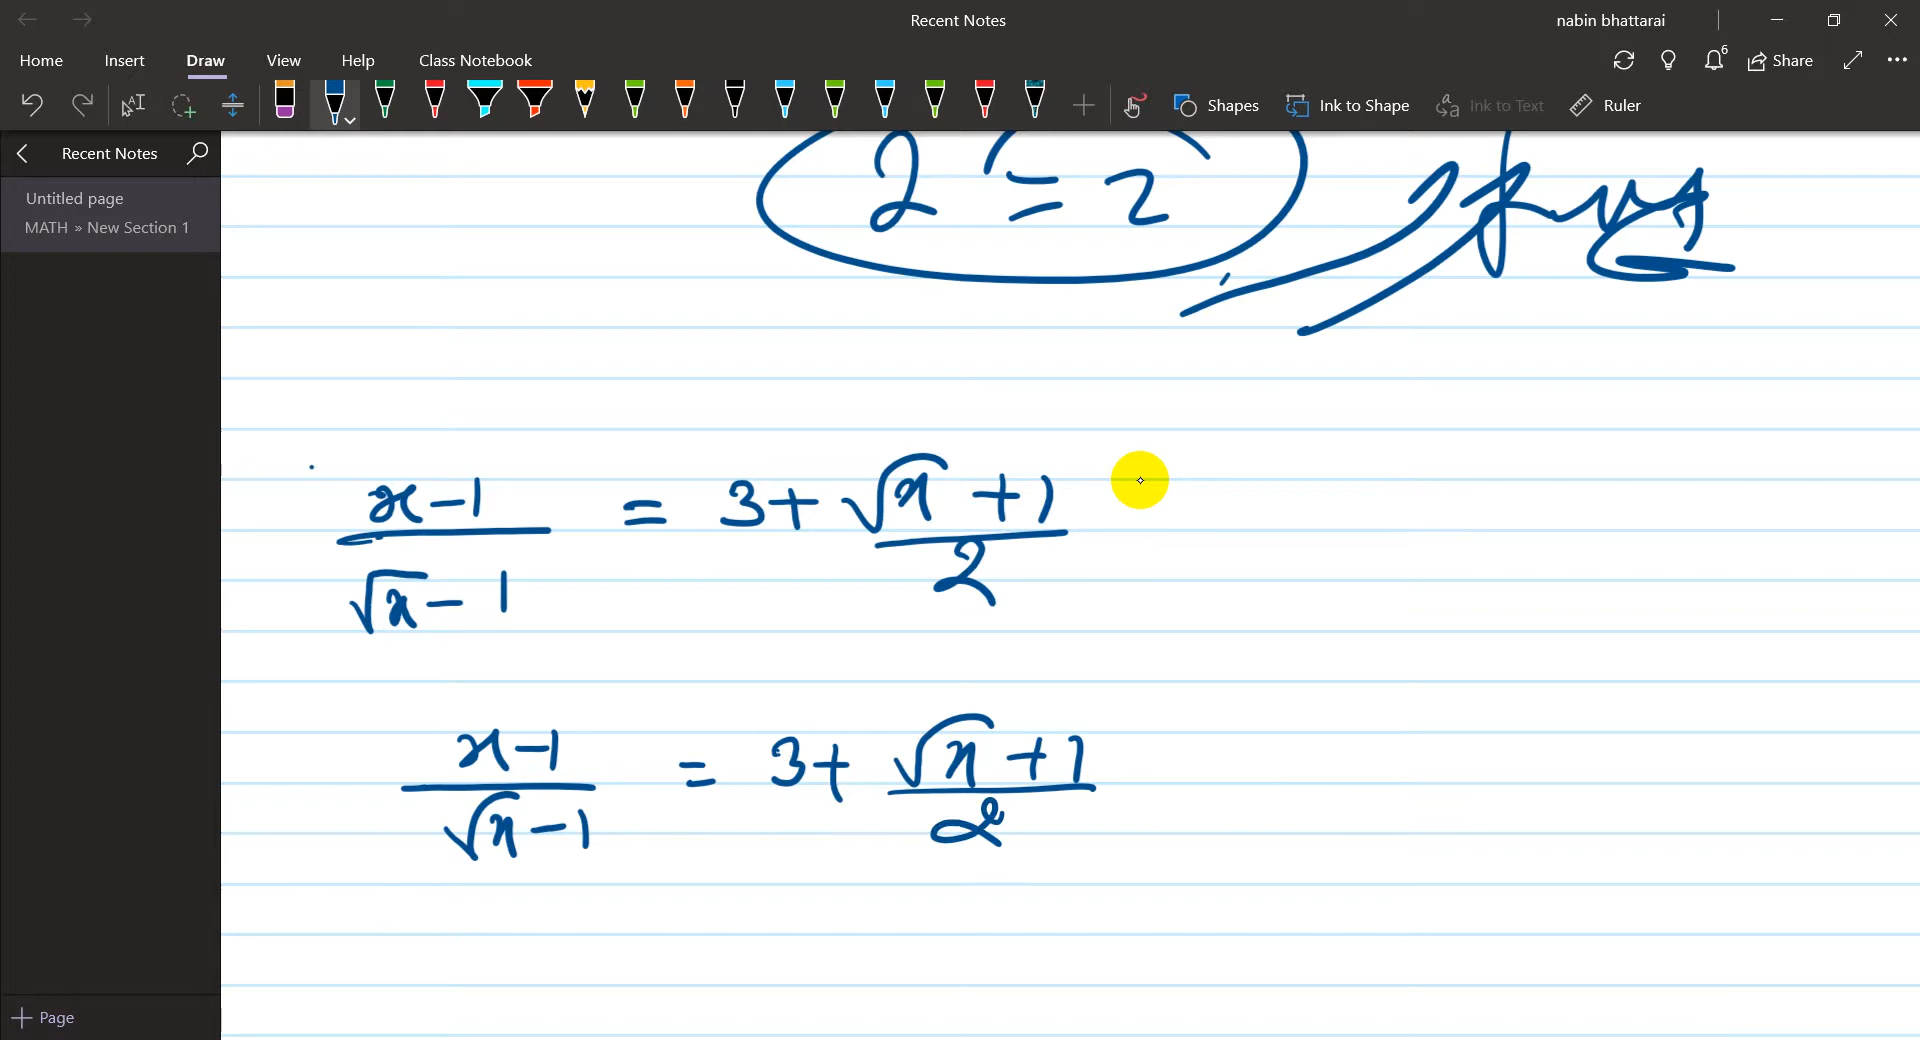 Recent Notes
nabin bhattarai
Home Insert Draw View Help Class Notebook
6
Share
Shapes Ink to Shape Ink to Text Ruler
Recent Notes
Untitled page
MATH » New Section 1
2 = 2
x-1 / √x - 1 = 3 + √x + 1 / 2
x-1 / √x - 1 = 3 + √x + 1 / 2
Page